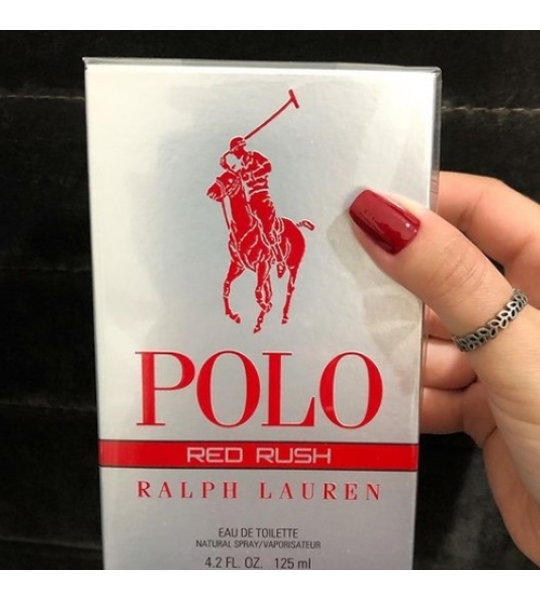 POLO
RED RUSH
RALPH LAUREN
EAU DE TOILETTE
NATURAL SPRAY/VAPORISATEUR
4.2 FL. OZ. 125 ml